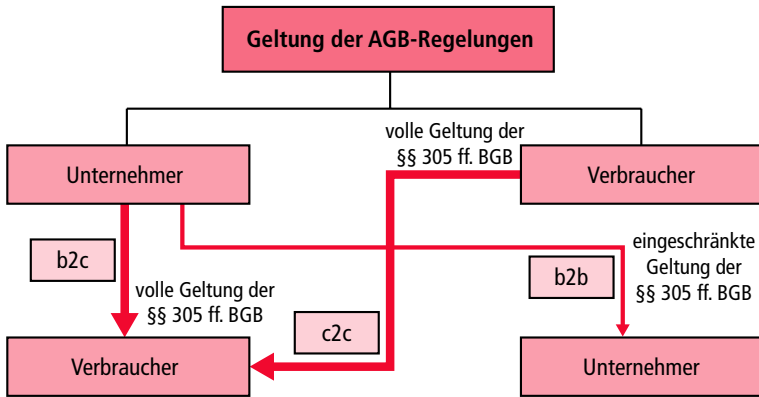 Geltung der AGB-Regelungen
volle Geltung der
§§ 305 ff. BGB
Unternehmer
Verbraucher
b2c
eingeschränkte
Geltung der
§§ 305 ff. BGB
b2b
volle Geltung der
§§ 305 ff. BGB
c2c
Verbraucher
Unternehmer